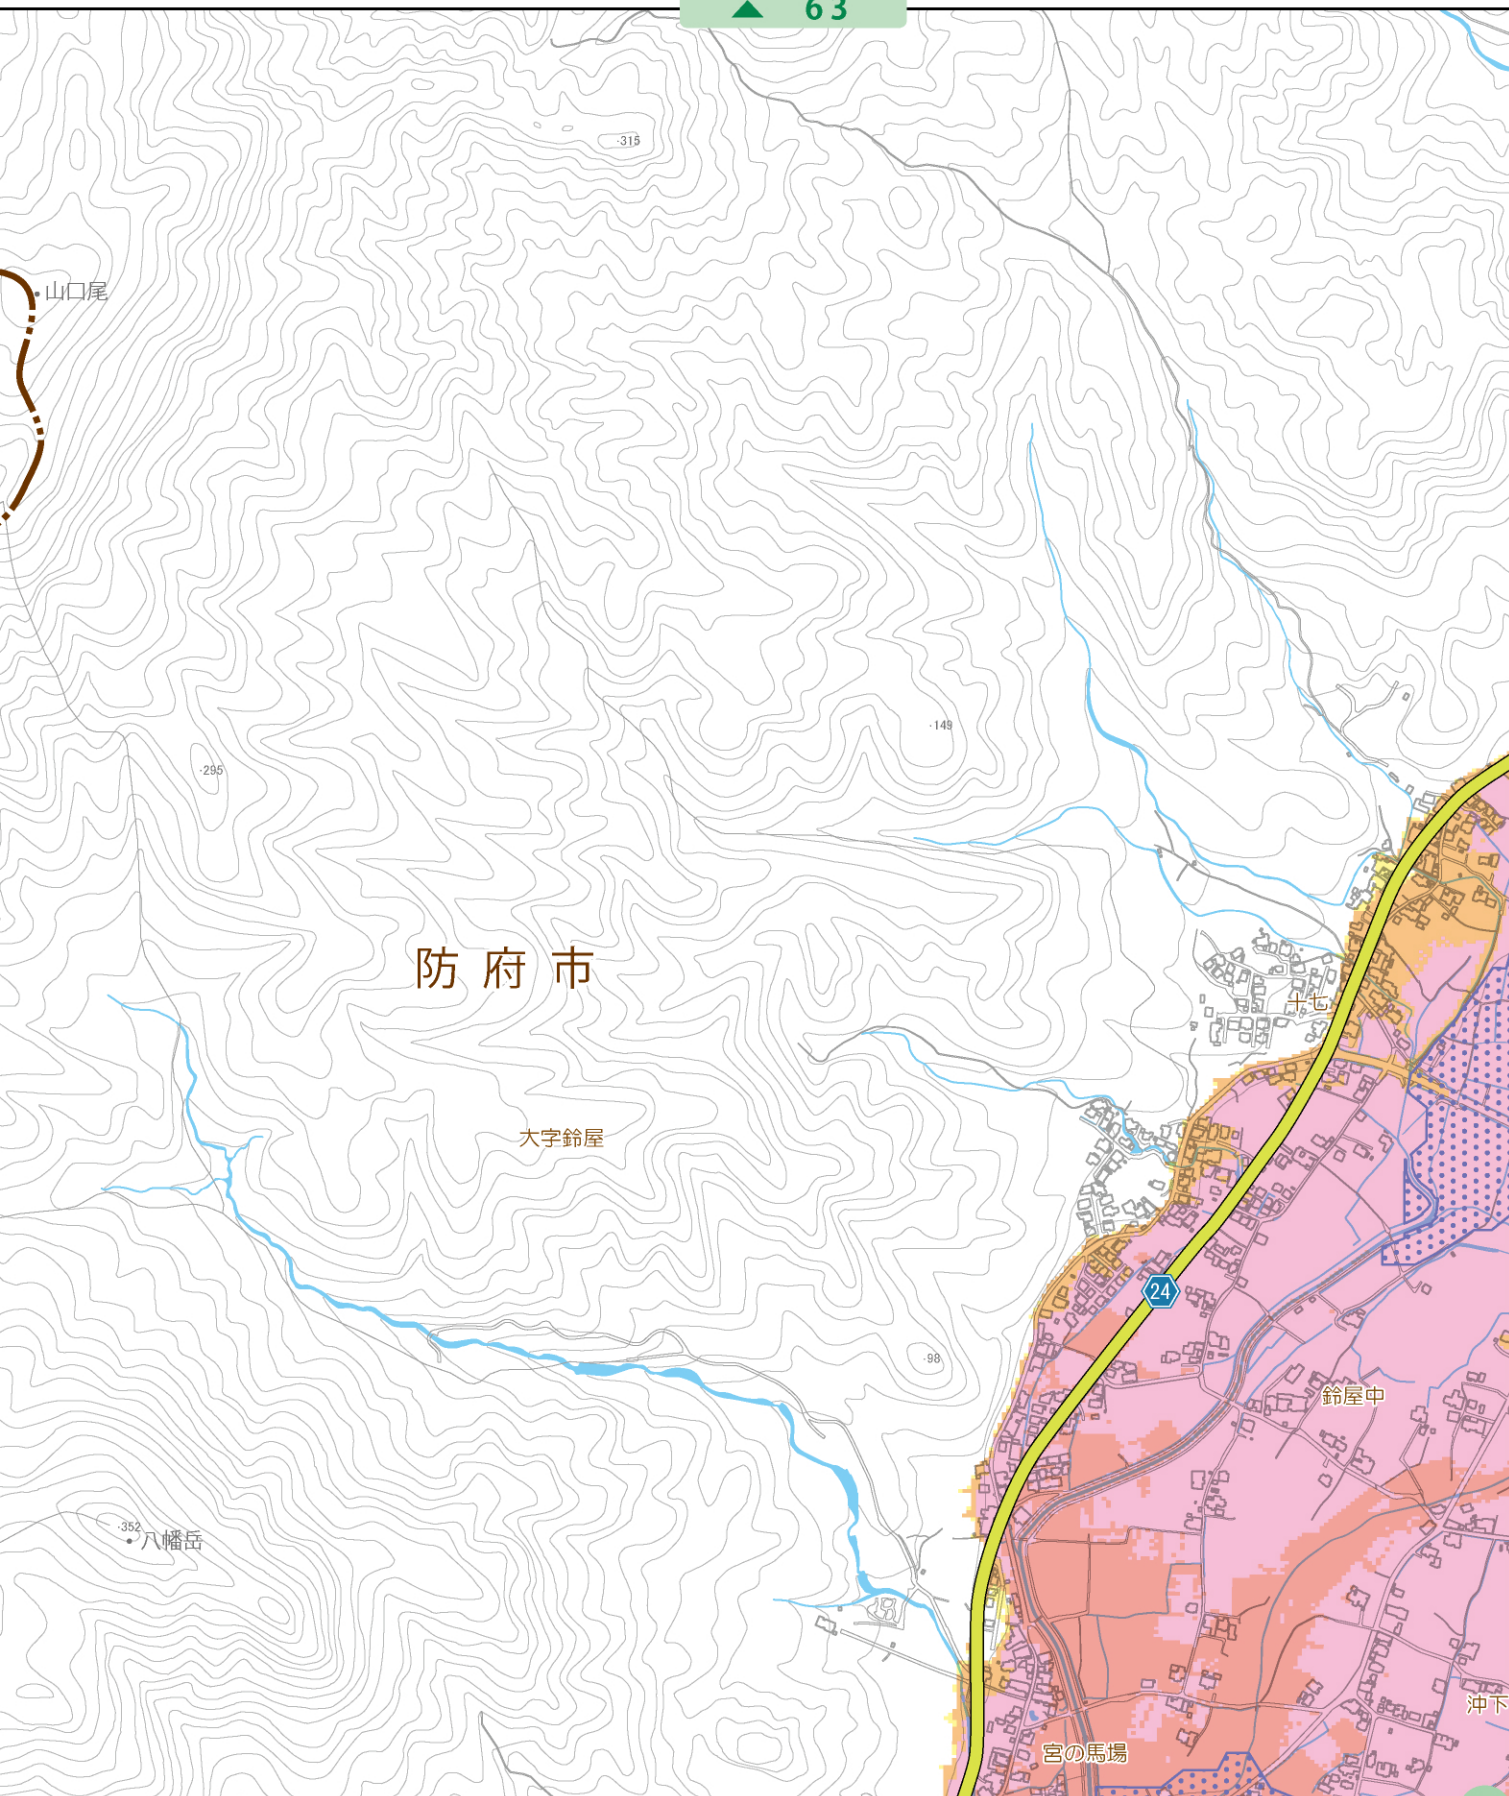 ▲ 63
·315
山口尾
·149
·295
防府市
十七
大字鈴屋
24
·98
鈴屋中
·352
八幡岳
沖下
宮の馬場